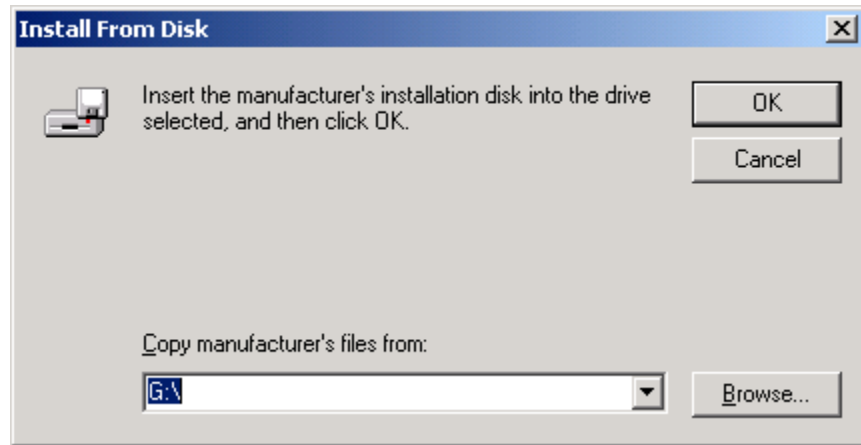 Install From Disk
Insert the manufacturer's installation disk into the drive
selected, and then click OK.
OK
Cancel
Copy manufacturer's files from:
G:\
Browse...